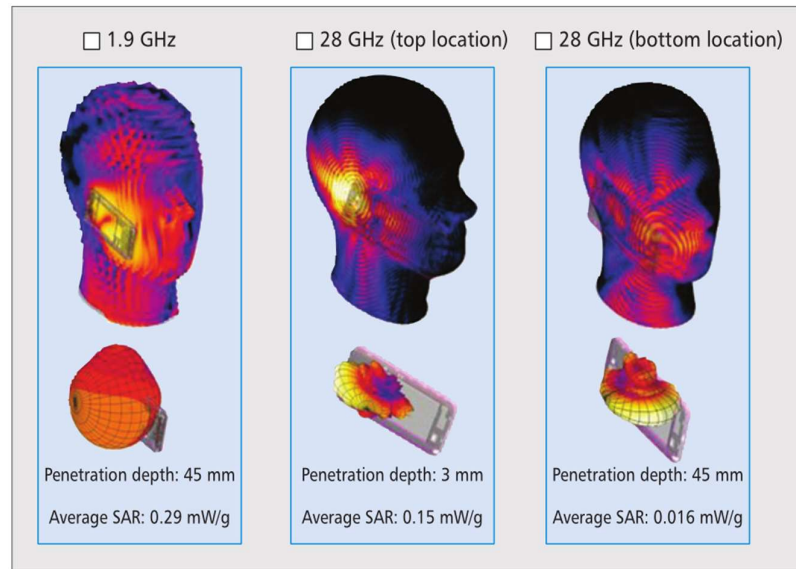 1.9 GHz
28 GHz (top location)
28 GHz (bottom location)
Penetration depth: 45 mm
Average SAR: 0.29 mW/g
Penetration depth: 3 mm
Average SAR: 0.15 mW/g
Penetration depth: 45 mm
Average SAR: 0.016 mW/g